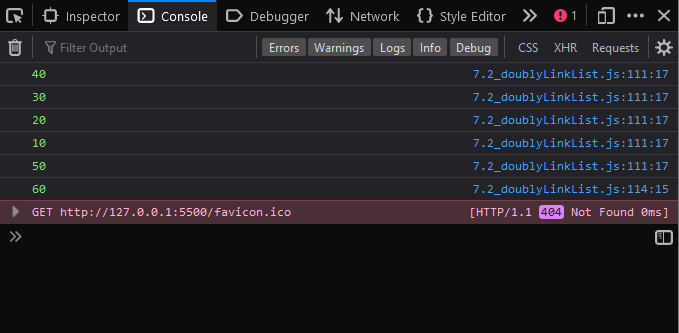 Inspector Console Debugger Network Style Editor 1
Filter Output Errors Warnings Logs Info Debug CSS XHR Requests
40 7.2_doublyLinkList.js:111:17
30 7.2_doublyLinkList.js:111:17
20 7.2_doublyLinkList.js:111:17
10 7.2_doublyLinkList.js:111:17
50 7.2_doublyLinkList.js:111:17
60 7.2_doublyLinkList.js:114:15
GET http://127.0.0.1:5500/favicon.ico [HTTP/1.1 404 Not Found 0ms]